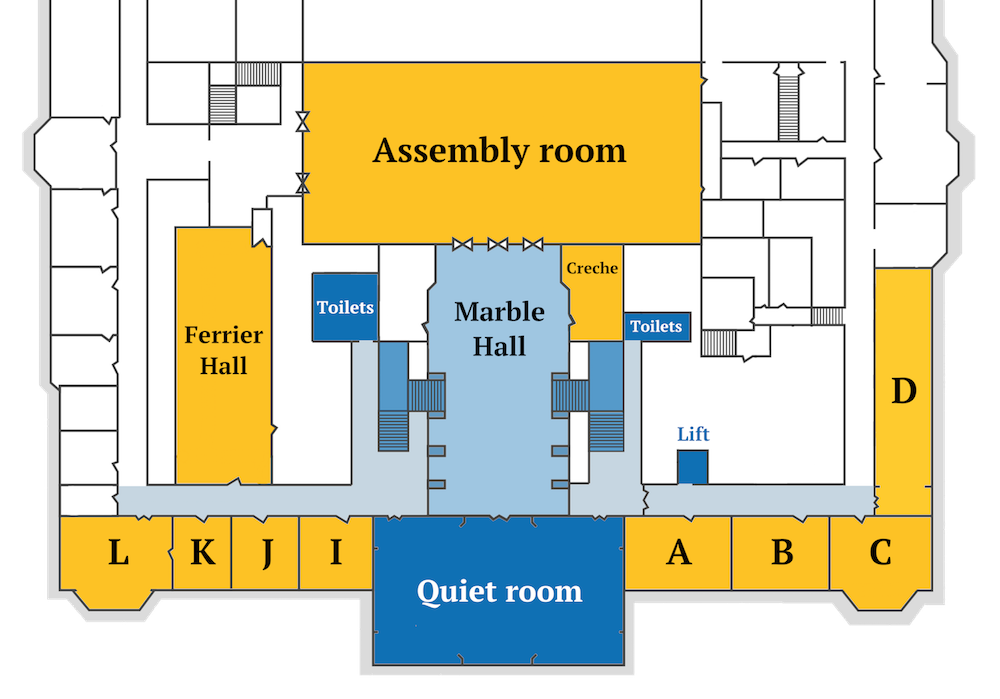 Assembly room
Creche
Toilets
Marble
Hall
Toilets
Ferrier
Hall
D
Lift
L
K
J
I
A
B
C
Quiet room